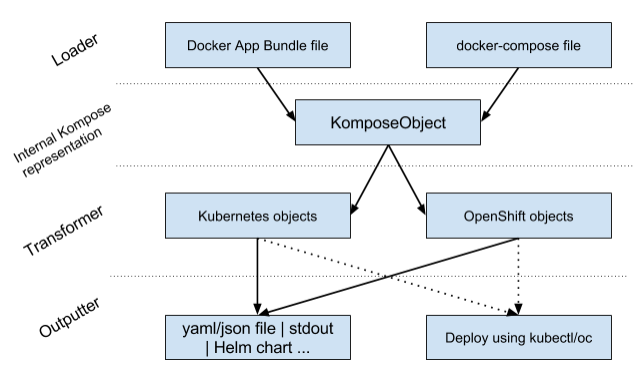 Loader
Docker App Bundle file
docker-compose file
Internal Kompose
representation
KomposeObject
Transformer
Kubernetes objects
OpenShift objects
Outputter
yaml/json file | stdout
| Helm chart ...
Deploy using kubectl/oc